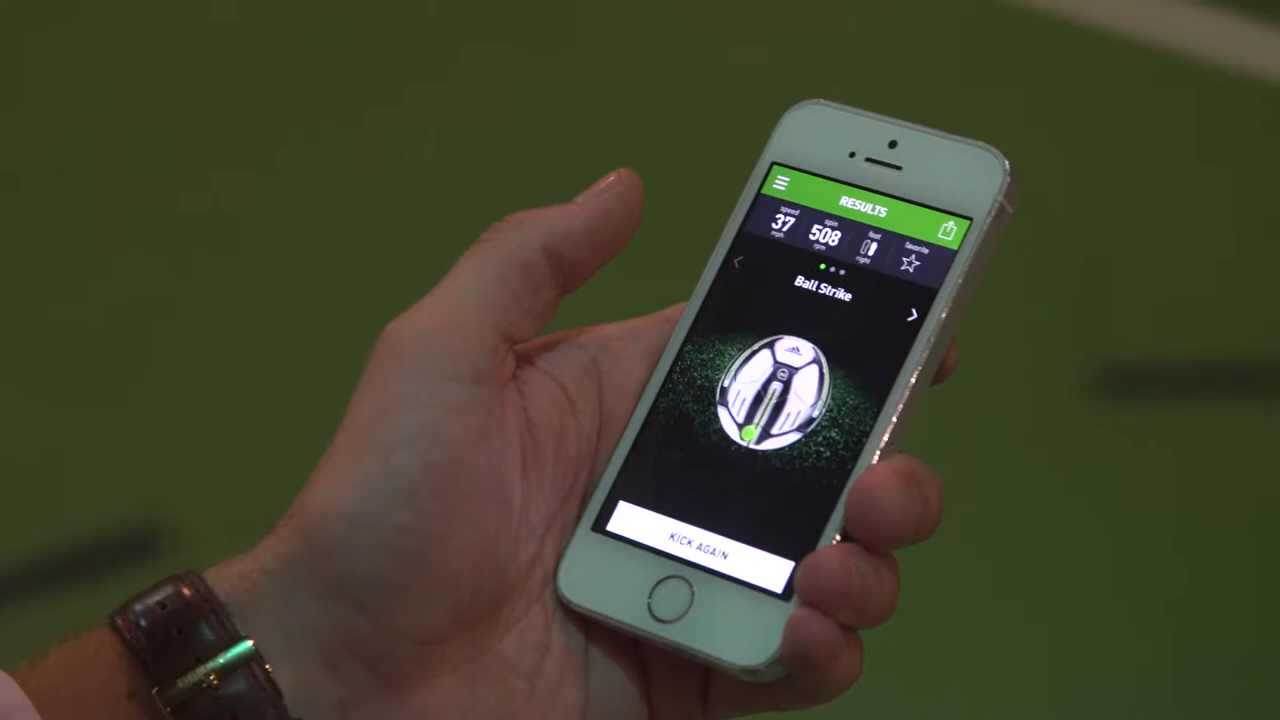 RESULTS
speed
37
mph
spin
508
rpm
foot
right
favorite
Ball Strike
KICK AGAIN